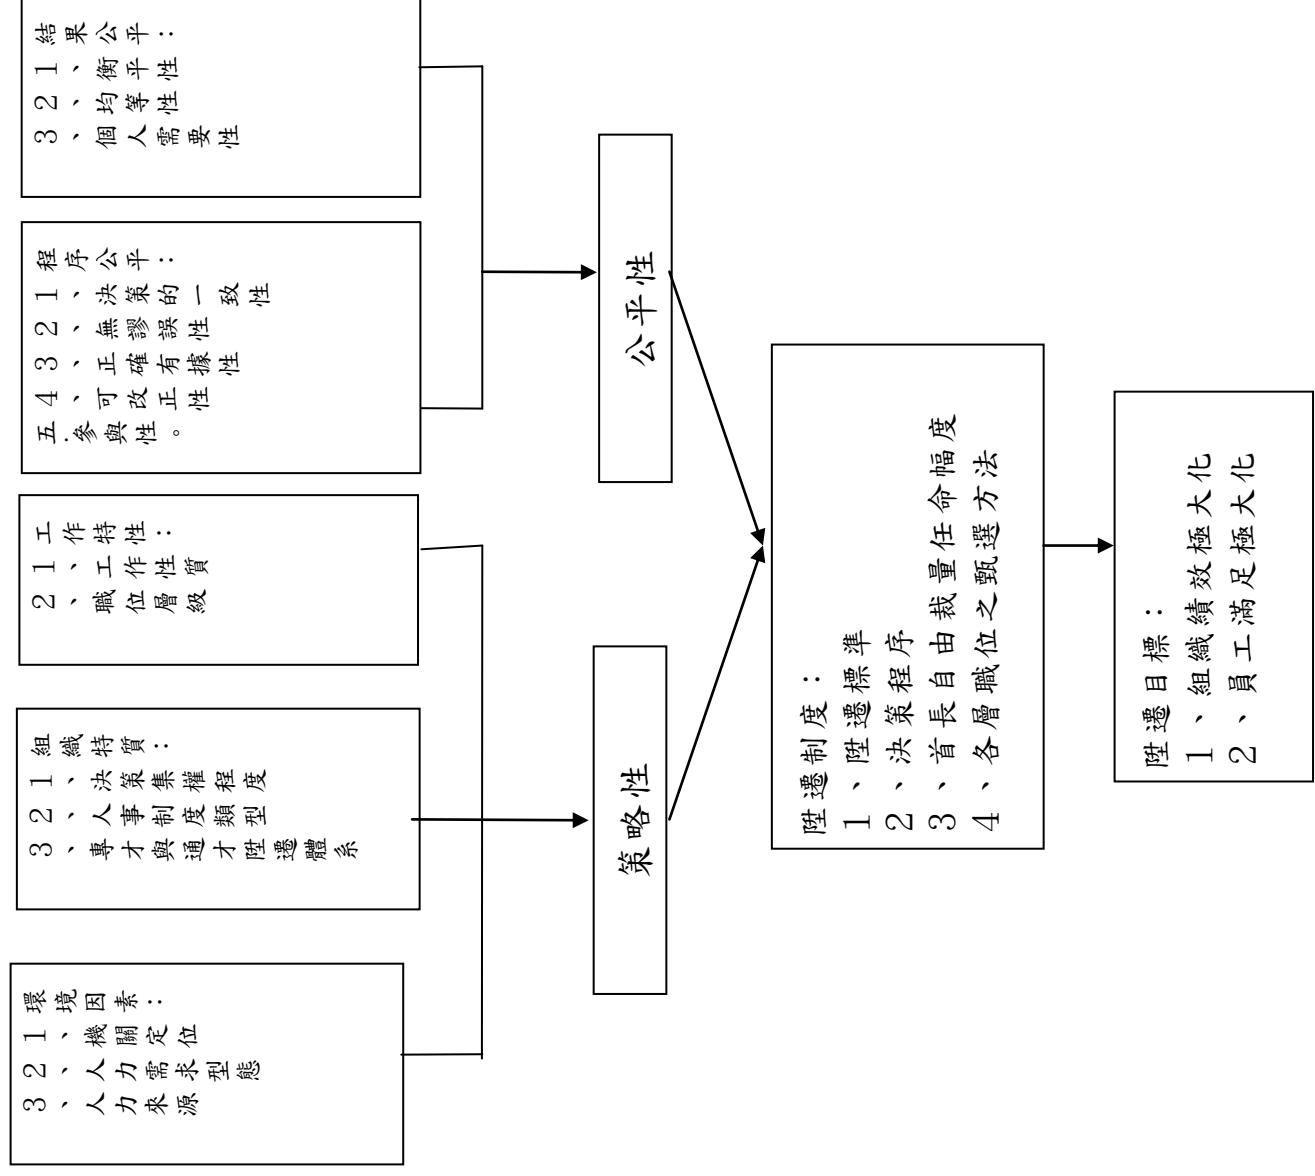 環境因素：
１、機關定位
２、人力需求型態
３、人力來源
組織特質：
１、決策集權程度
２、人事制度類型
３、專才與通才陞遷體系
工作特性：
１、工作性質
２、職位層級
程序公平：
１、決策的一致性
２、無謬誤性
３、正確有據性
４、可改正性
五.參與性。
結果公平：
１、衡平性
２、均等性
３、個人需要性
策略性
公平性
陞遷制度：
１、陞遷標準
２、決策程序
３、首長自由裁量任命幅度
４、各層職位之甄選方法
陞遷目標：
１、組織績效極大化
２、員工滿足極大化